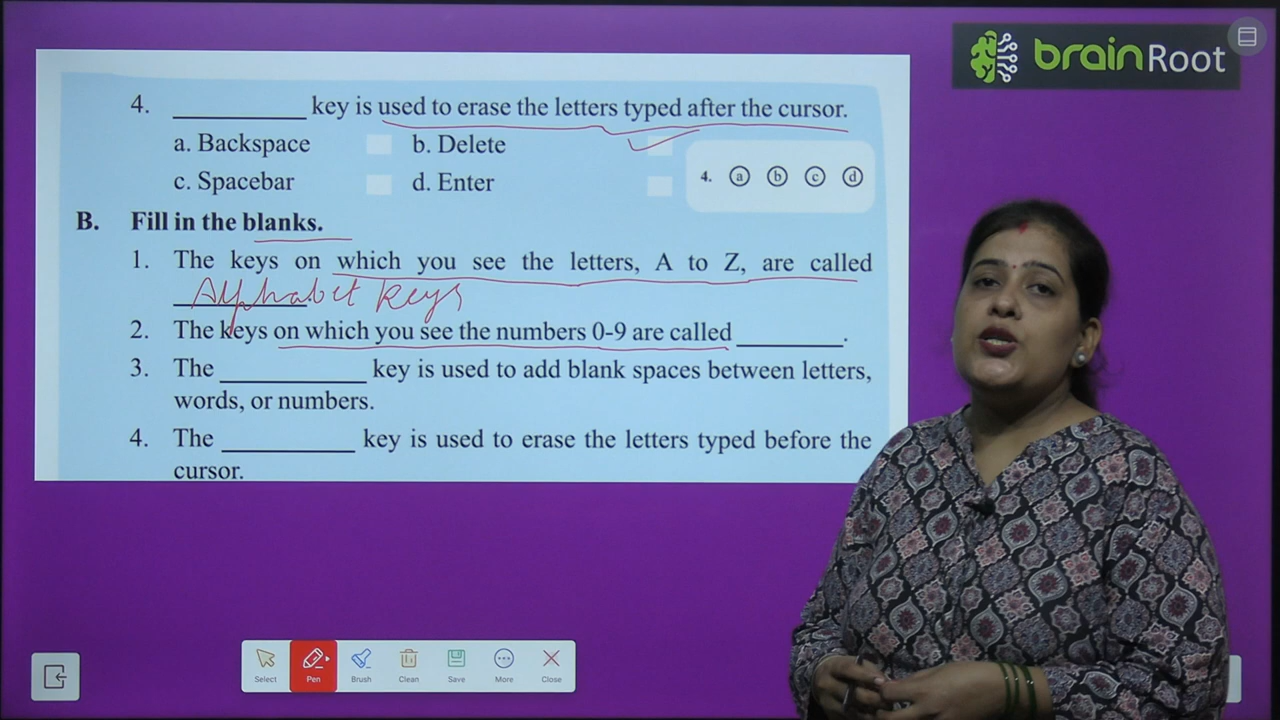 brainRoot
4. __________ key is used to erase the letters typed after the cursor.
a. Backspace b. Delete
c. Spacebar d. Enter
4. a b c d
B. Fill in the blanks.
1. The keys on which you see the letters, A to Z, are called
Alphabet keys
2. The keys on which you see the numbers 0-9 are called ________.
3. The __________ key is used to add blank spaces between letters,
words, or numbers.
4. The __________ key is used to erase the letters typed before the
cursor.
Select Pen Brush Clean Save More Close